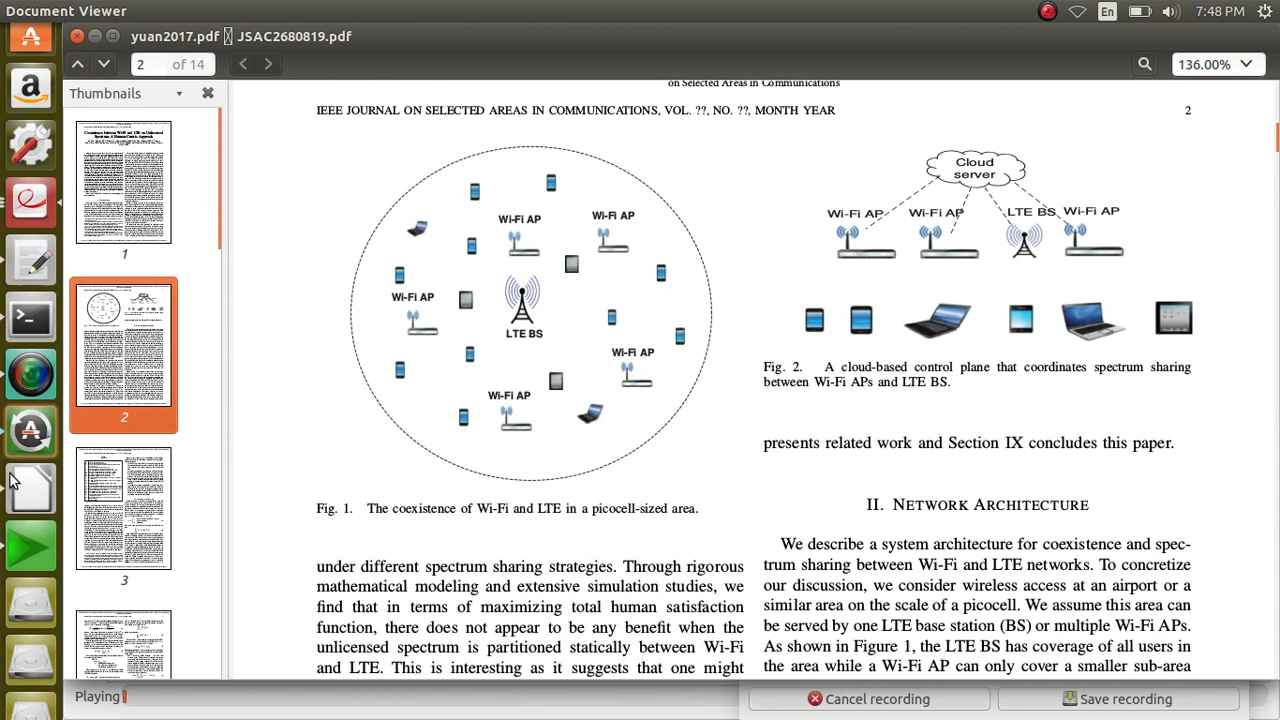 Document Viewer
En
7:48 PM
yuan2017.pdf JSAC2680819.pdf
2 of 14
136.00%
Thumbnails
1
2
3
on Selected Areas in Communications
IEEE JOURNAL ON SELECTED AREAS IN COMMUNICATIONS, VOL. ??, NO. ??, MONTH YEAR
2
Wi-Fi AP
Wi-Fi AP
Wi-Fi AP
LTE BS
Wi-Fi AP
Wi-Fi AP
Fig. 1. The coexistence of Wi-Fi and LTE in a picocell-sized area.
under different spectrum sharing strategies. Through rigorous
mathematical modeling and extensive simulation studies, we
find that in terms of maximizing total human satisfaction
function, there does not appear to be any benefit when the
unlicensed spectrum is partitioned statically between Wi-Fi
and LTE. This is interesting as it suggests that one might
Cloud
server
Wi-Fi AP
Wi-Fi AP
LTE BS
Wi-Fi AP
Fig. 2. A cloud-based control plane that coordinates spectrum sharing
between Wi-Fi APs and LTE BS.
presents related work and Section IX concludes this paper.
II. NETWORK ARCHITECTURE
We describe a system architecture for coexistence and spec-
trum sharing between Wi-Fi and LTE networks. To concretize
our discussion, we consider wireless access at an airport or a
similar area on the scale of a picocell. We assume this area can
be served by one LTE base station (BS) or multiple Wi-Fi APs.
As shown in Figure 1, the LTE BS has coverage of all users in
the area while a Wi-Fi AP can only cover a smaller sub-area
Playing
Cancel recording
Save recording